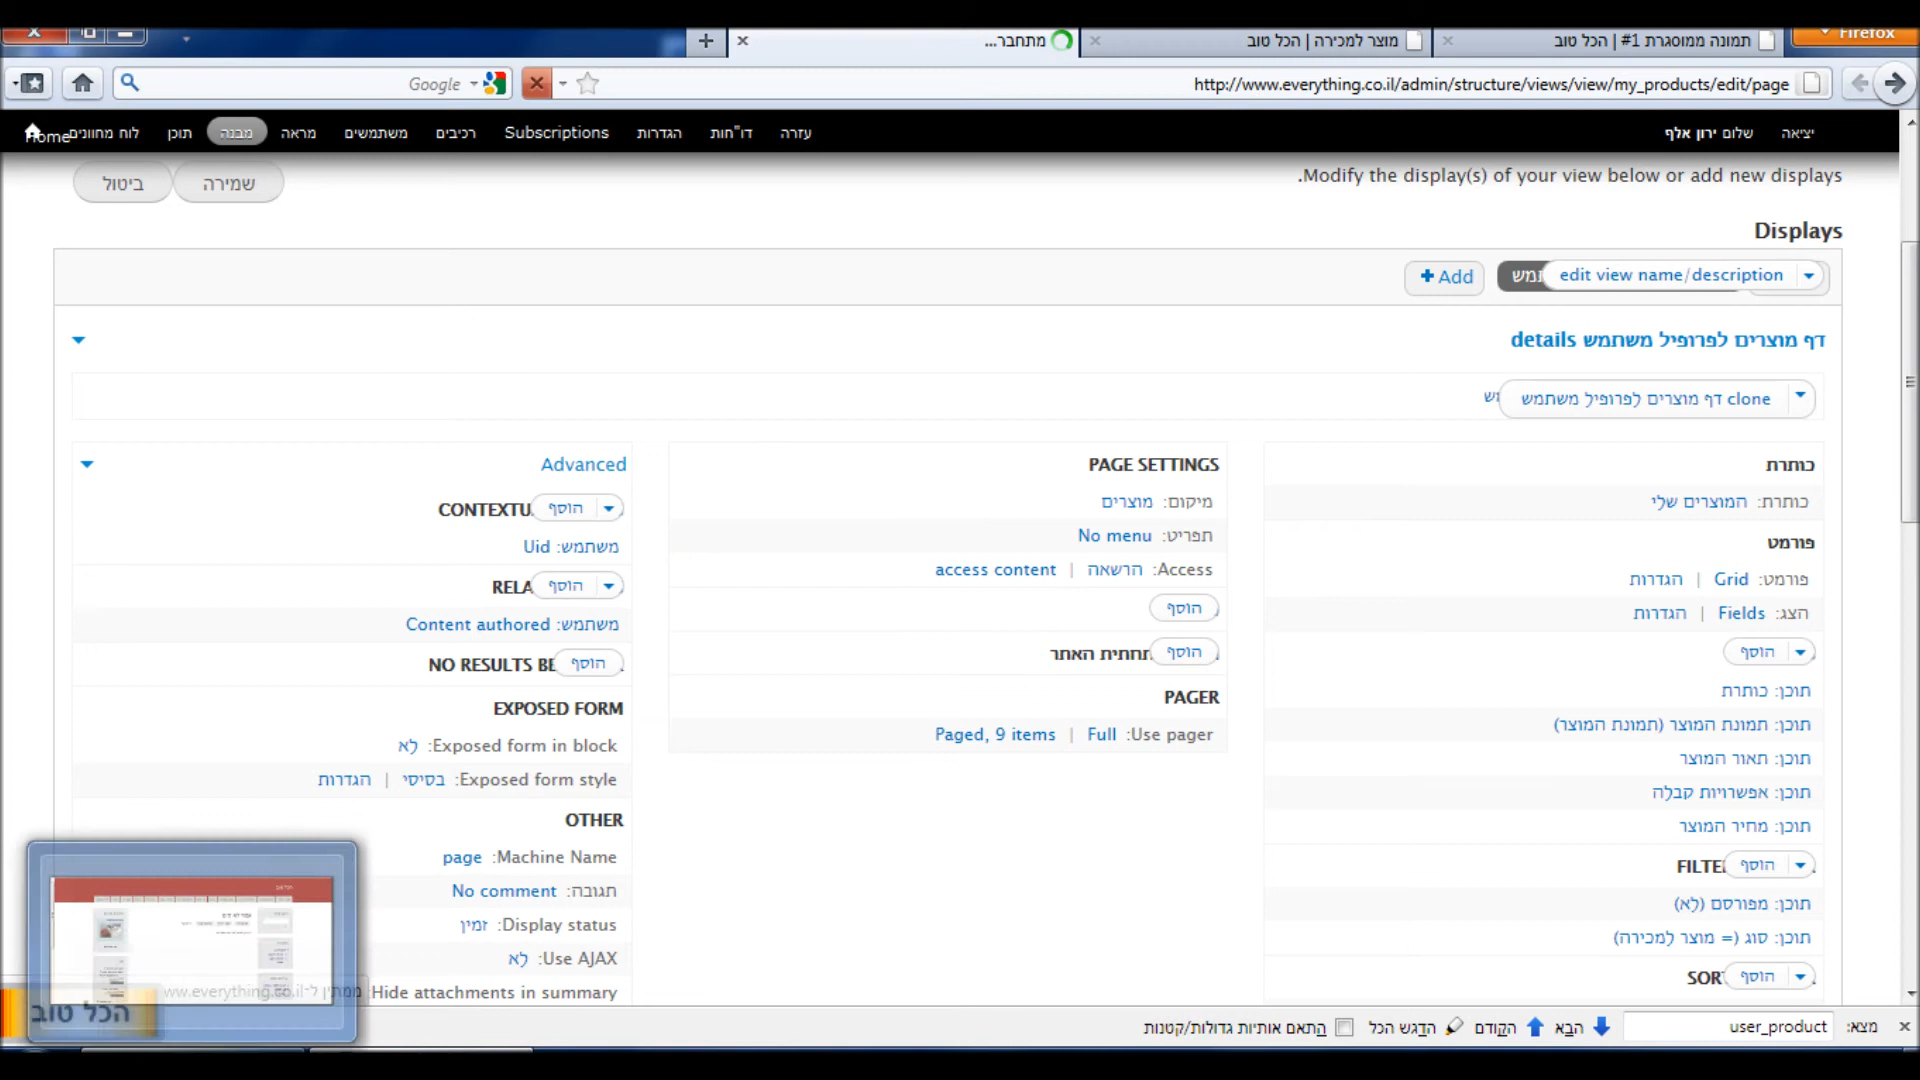 Firefox
תמונה ממוסגרת #1 | הכל טוב
מוצר למכירה | הכל טוב
מתחבר...
http://www.everything.co.il/admin/structure/views/view/my_products/edit/page
Google
Home
לוח מחוונים
תוכן
מבנה
מראה
משתמשים
רכיבים
Subscriptions
הגדרות
דו"חות
עזרה
שלום ירון אלף
יציאה
Modify the display(s) of your view below or add new displays.
שמירה
ביטול
Displays
edit view name/description
Add
דף מוצרים לפרופיל משתמש details
clone דף מוצרים לפרופיל משתמש
כותרת
כותרת: המוצרים שלי
פורמט
פורמט: Grid | הגדרות
הצג: Fields | הגדרות
הוסף
תוכן: כותרת
תוכן: תמונת המוצר (תמונת המוצר)
תוכן: תאור המוצר
תוכן: אפשרויות קבלה
תוכן: מחיר המוצר
הוסף
תוכן: מפורסם (לא)
תוכן: סוג (= מוצר למכירה)
SOR
הוסף
PAGE SETTINGS
מיקום: מוצרים
תפריט: No menu
Access: הרשאה | access content
הוסף
הוסף
תחתית האתר
PAGER
Use pager: Full | Paged, 9 items
Advanced
CONTEXTU
הוסף
משתמש: Uid
RELA
הוסף
משתמש: Content authored
NO RESULTS BE
הוסף
EXPOSED FORM
Exposed form in block: לא
Exposed form style: בסיסי | הגדרות
OTHER
Machine Name: page
תגובה: No comment
Display status: זמין
Use AJAX: לא
Hide attachments in summary
הכל טוב
מצא: user_product
הבא
הקודם
הדגש הכל
התאם אותיות גדולות/קטנות